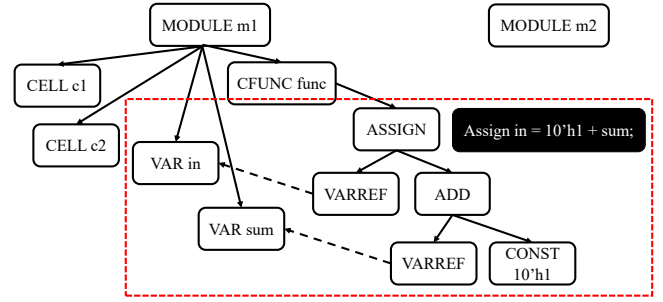 MODULE m1
MODULE m2
CELL c1
CFUNC func
CELL c2
ASSIGN
Assign in = 10’h1 + sum;
VAR in
VARREF
ADD
VAR sum
VARREF
CONST
10’h1